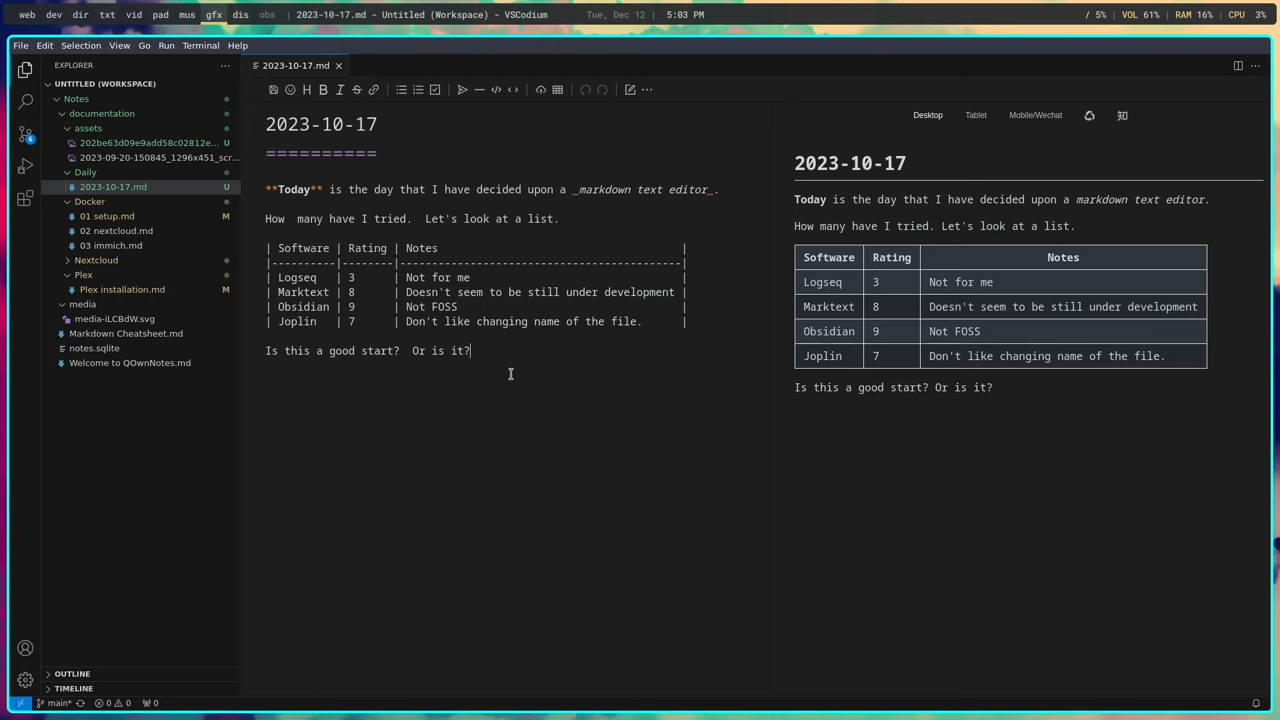 web dev dir txt vid pad mus gfx dis obs | 2023-10-17.md - Untitled (Workspace) - VSCodium Tue, Dec 12 | 5:03 PM / 5% | VOL 61% | RAM 16% | CPU 3%
File Edit Selection View Go Run Terminal Help
EXPLORER ...
2023-10-17.md
UNTITLED (WORKSPACE)
Notes
documentation
assets
202be63d09e9add58c02812e... U
2023-09-20-150845_1296x451_scr...
Daily
2023-10-17.md U
Docker
01 setup.md M
02 nextcloud.md
03 immich.md
Nextcloud
Plex
Plex installation.md M
media
media-iLCBdW.svg
Markdown Cheatsheet.md
notes.sqlite
Welcome to QOwnNotes.md
OUTLINE
TIMELINE
6
H B I S
2023-10-17
==========
**Today** is the day that I have decided upon a _markdown text editor_.
How  many have I tried.  Let's look at a list.
| Software | Rating | Notes                                     |
|----------|--------|-------------------------------------------|
| Logseq   | 3      | Not for me                                |
| Marktext | 8      | Doesn't seem to be still under development |
| Obsidian | 9      | Not FOSS                                  |
| Joplin   | 7      | Don't like changing name of the file.     |
Is this a good start?  Or is it?
Desktop Tablet Mobile/Wechat 知
2023-10-17
Today is the day that I have decided upon a markdown text editor.
How many have I tried. Let's look at a list.
Software Rating Notes
Logseq 3 Not for me
Marktext 8 Doesn't seem to be still under development
Obsidian 9 Not FOSS
Joplin 7 Don't like changing name of the file.
Is this a good start? Or is it?
main* 0 0 0